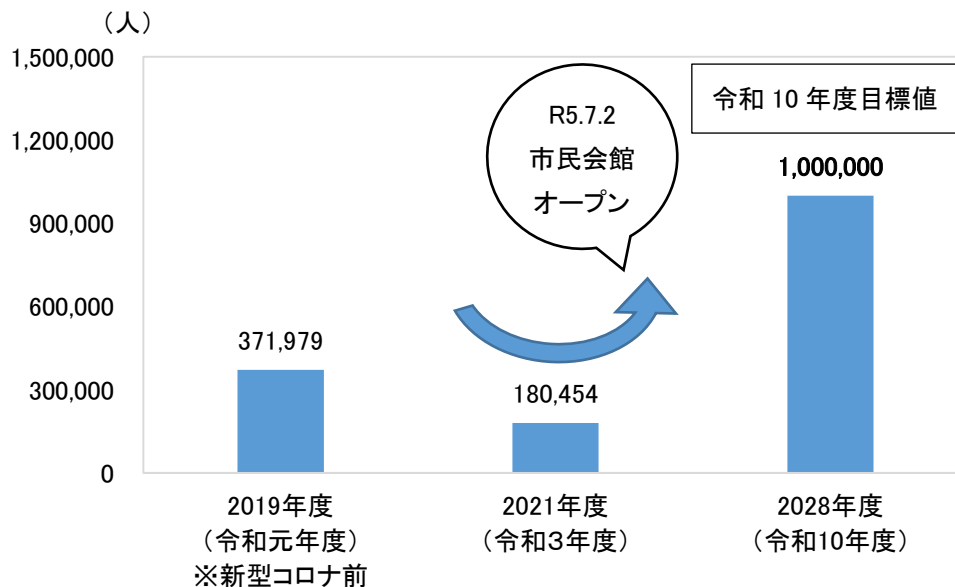 （人）
1,500,000
1,200,000
900,000
600,000
300,000
0
R5.7.2
市民会館
オープン
令和 10 年度目標値
371,979
180,454
1,000,000
2019年度
（令和元年度）
※新型コロナ前
2021年度
（令和３年度）
2028年度
（令和10年度）